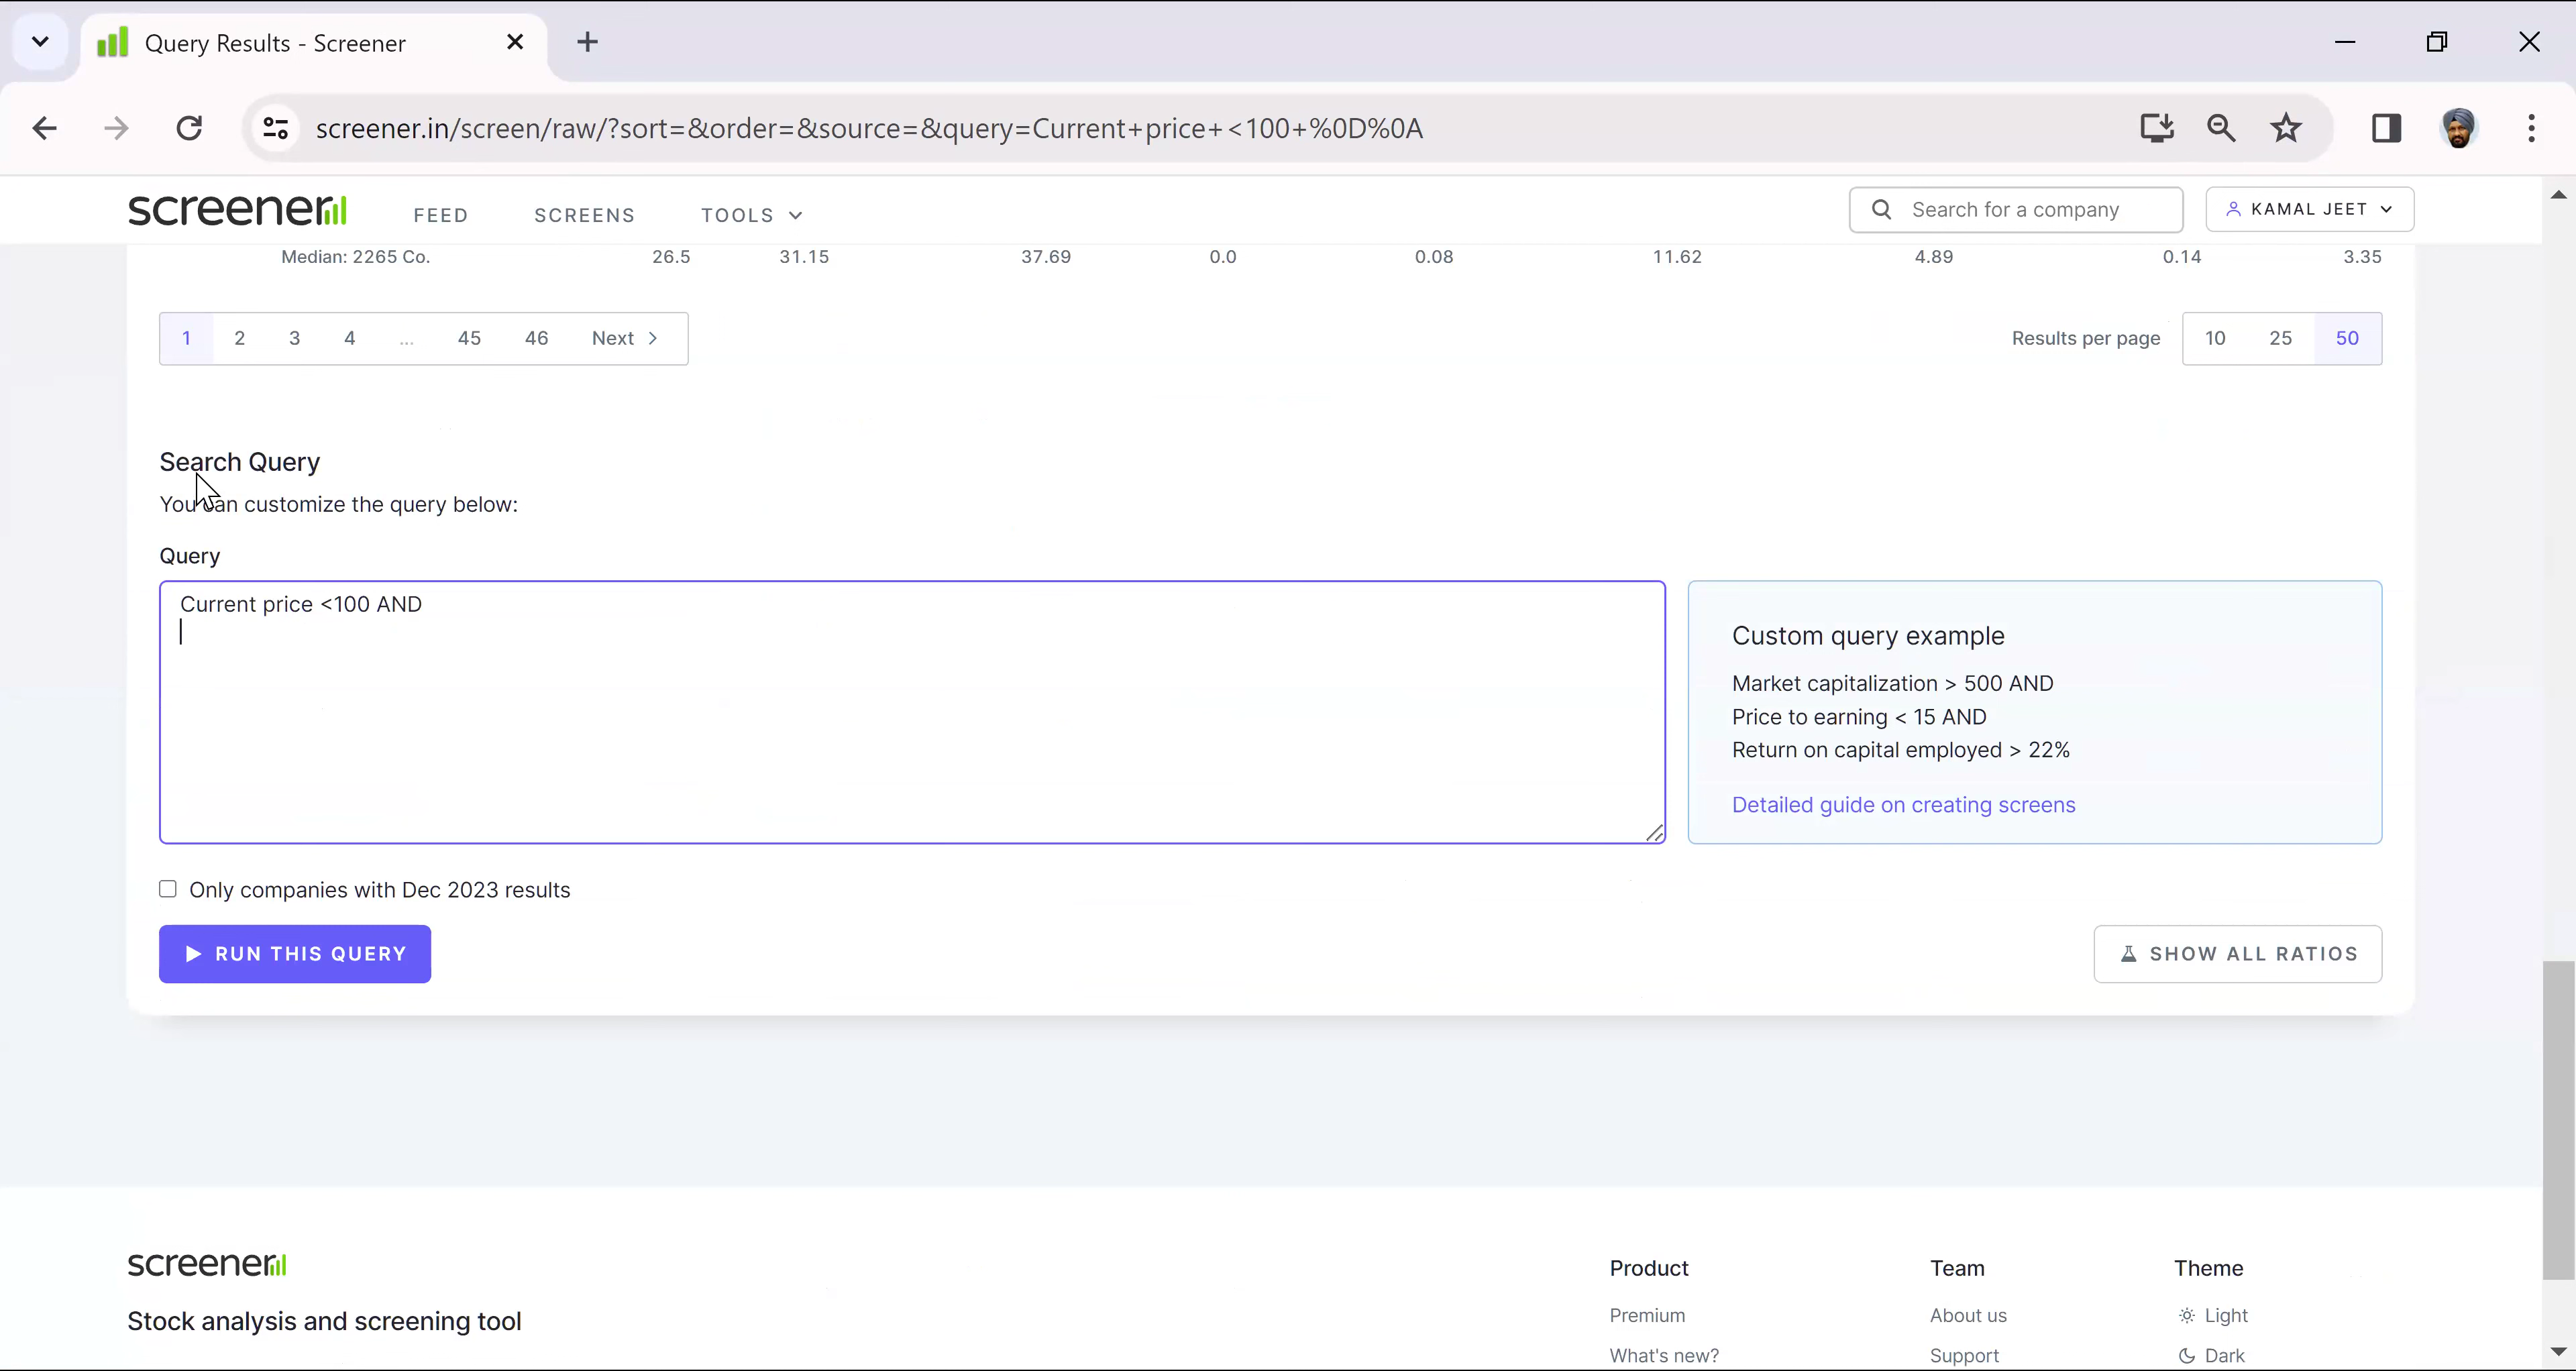 Query Results - Screener
screener.in/screen/raw/?sort=&order=&source=&query=Current+price+<100+%0D%0A
screener FEED SCREENS TOOLS Search for a company KAMAL JEET
Median: 2265 Co. 26.5 31.15 37.69 0.0 0.08 11.62 4.89 0.14 3.35
1 2 3 4 ... 45 46 Next Results per page 10 25 50
Search Query
You can customize the query below:
Query
Current price <100 AND
Custom query example
Market capitalization > 500 AND
Price to earning < 15 AND
Return on capital employed > 22%
Detailed guide on creating screens
Only companies with Dec 2023 results
RUN THIS QUERY SHOW ALL RATIOS
screener
Stock analysis and screening tool
Product
Premium
What's new?
Team
About us
Support
Theme
Light
Dark